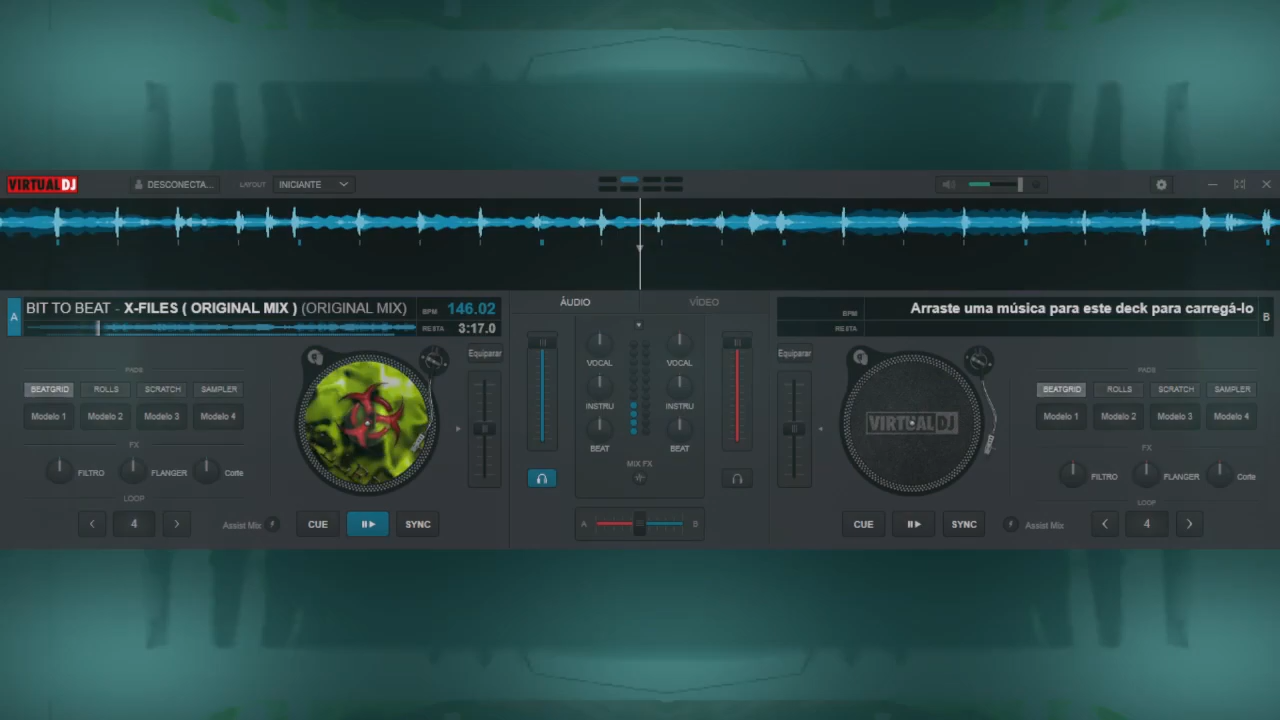 VIRTUALDJ
DESCONECTA...
LAYOUT
INICIANTE
A
BIT TO BEAT - X-FILES ( ORIGINAL MIX ) (ORIGINAL MIX)
BPM 146.02
RESTA 3:17.0
ÁUDIO
VÍDEO
BPM
RESTA
Arraste uma música para este deck para carregá-lo
B
PADS
BEATGRID ROLLS SCRATCH SAMPLER
Modelo 1 Modelo 2 Modelo 3 Modelo 4
FX
FILTRO FLANGER Corte
LOOP
4
Assist Mix
CUE
SYNC
Equiparar
VOCAL VOCAL
INSTRU INSTRU
BEAT BEAT
MIX FX
A B
Equiparar
VIRTUALDJ
CUE
SYNC
PADS
BEATGRID ROLLS SCRATCH SAMPLER
Modelo 1 Modelo 2 Modelo 3 Modelo 4
FX
FILTRO FLANGER Corte
LOOP
Assist Mix
4